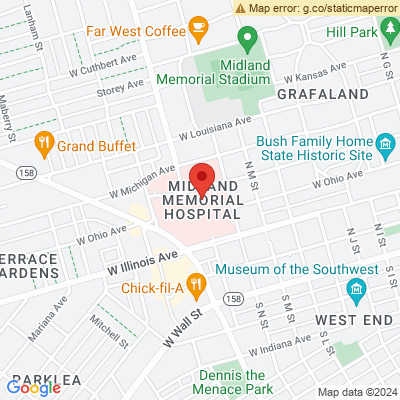 Map error: g.co/staticmaperror
Lanham St
Far West Coffee
Hill Park
W Cuthbert Ave
Midland
Memorial Stadium
N G St
Storey Ave
W Kansas Ave
GRAFALAND
Maberry St
W Louisiana Ave
Grand Buffet
Bush Family Home
State Historic Site
158
W Michigan Ave
N M St
W Ohio Ave
MIDLAND
MEMORIAL
HOSPITAL
W Ohio Ave
N J St
S I St
ERRACE
ARDENS
W Illinois Ave
Museum of the Southwest
Chick-fil-A
158
Mariana Ave
Mitchell St
W Wall St
S N St
S M St
WEST END
S L St
W Indiana Ave
PARKLEA
Dennis the
Menace Park
Google
Map data ©2024